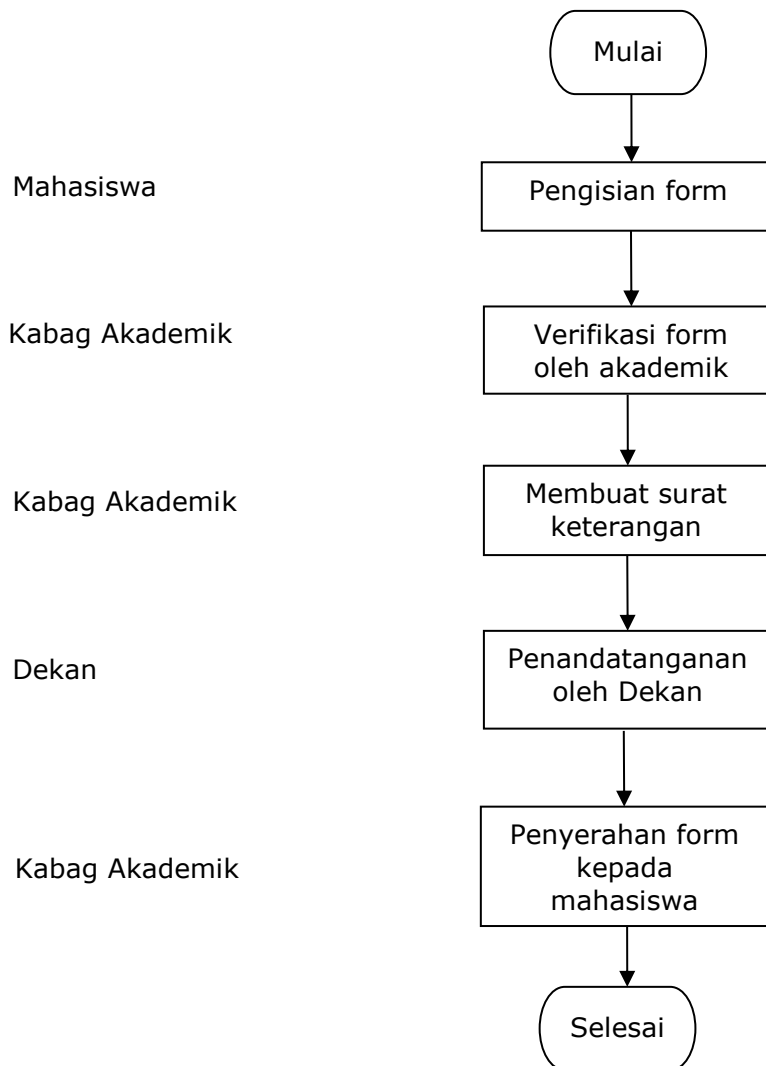 Mulai
Mahasiswa
Pengisian form
Kabag Akademik
Verifikasi form
oleh akademik
Kabag Akademik
Membuat surat
keterangan
Dekan
Penandatanganan
oleh Dekan
Kabag Akademik
Penyerahan form
kepada
mahasiswa
Selesai